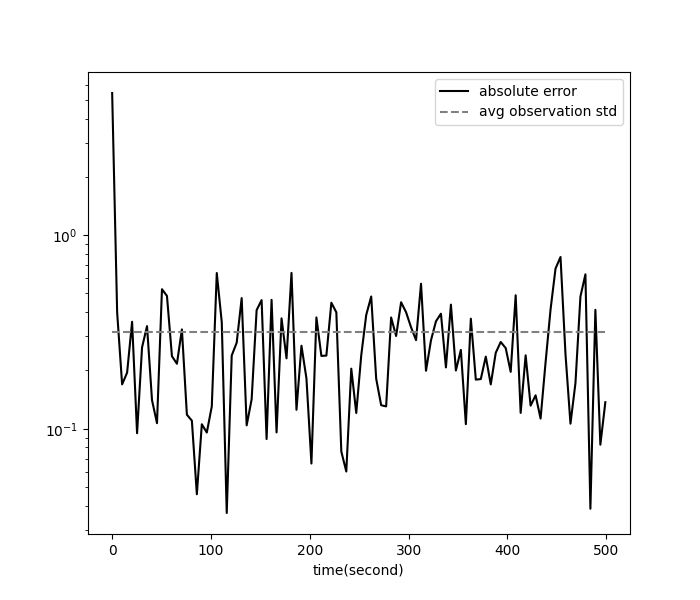 absolute error
avg observation std
10⁰
10⁻¹
0 100 200 300 400 500
time(second)